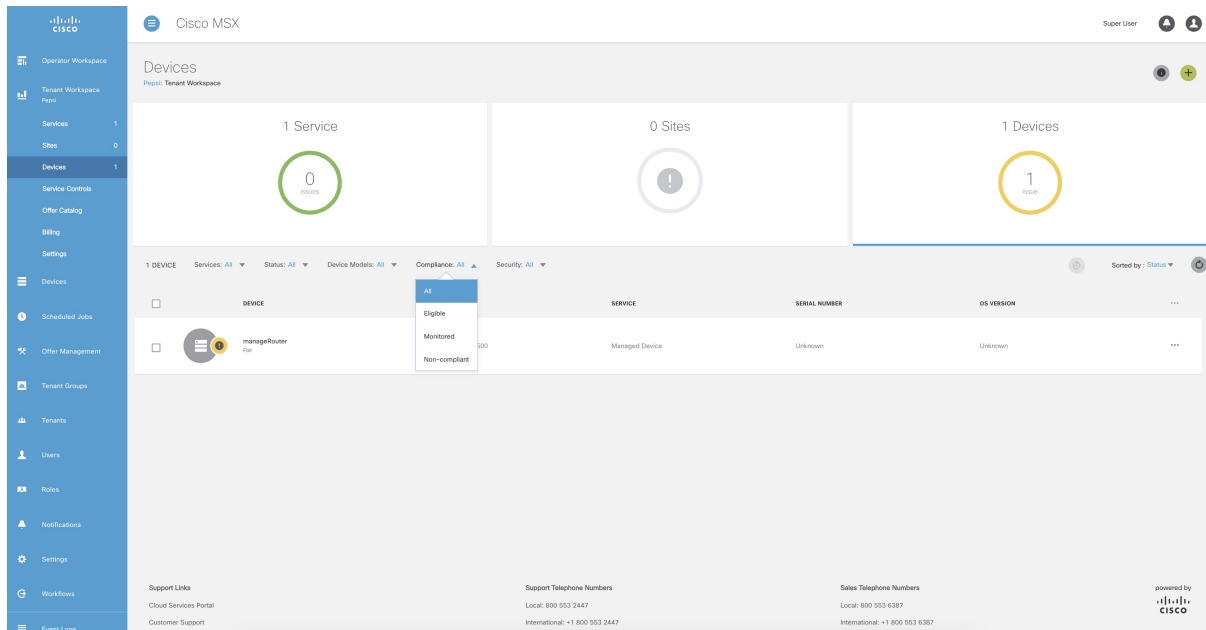 CISCO
Cisco MSX
Super User
Operator Workspace
Tenant Workspace
Pepsi
Services 1
Sites 0
Devices 1
Service Controls
Offer Catalog
Billing
Settings
Devices
Scheduled Jobs
Offer Management
Tenant Groups
Tenants
Users
Roles
Notifications
Settings
Workflows
Event Logs
Devices
Pepsi: Tenant Workspace
1 Service
0
Issues
0 Sites
1 Devices
1
Issue
1 DEVICE Services: All Status: All Device Models: All Compliance: All Security: All Sorted by : Status
All
Eligible
Monitored
Non-compliant
DEVICE SERVICE SERIAL NUMBER OS VERSION
manageRouter
Fair
500 Managed Device Unknown Unknown
Support Links Support Telephone Numbers Sales Telephone Numbers powered by
Cloud Services Portal Local: 800 553 2447 Local: 800 553 6387
CISCO
Customer Support International: +1 800 553 2447 International: +1 800 553 6387